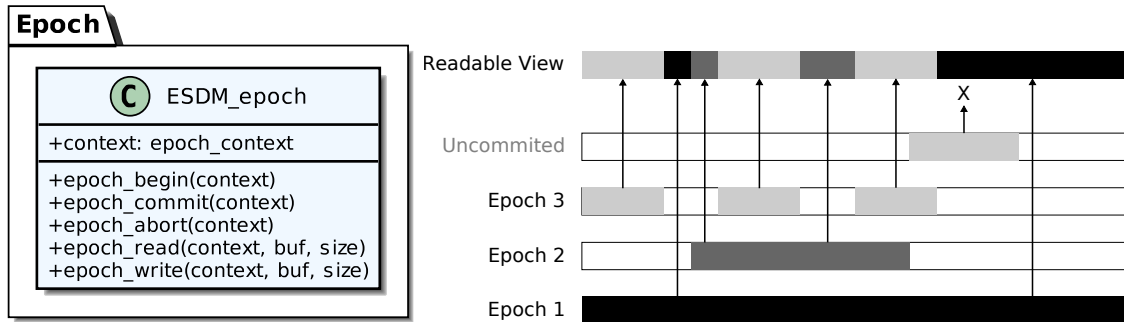 Epoch
C ESDM_epoch
+context: epoch_context
+epoch_begin(context)
+epoch_commit(context)
+epoch_abort(context)
+epoch_read(context, buf, size)
+epoch_write(context, buf, size)
Readable View
X
Uncommited
Epoch 3
Epoch 2
Epoch 1